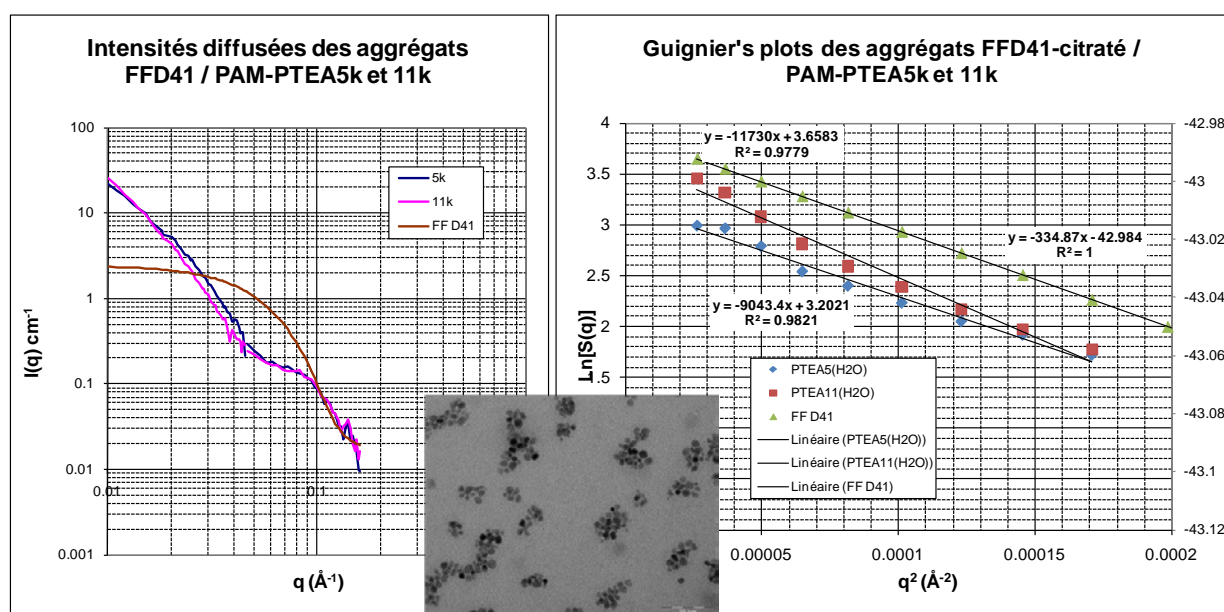 Intensités diffusées des aggrégats
FFD41 / PAM-PTEA5k et 11k
100
10
1
0.1
0.01
0.001
0.01
0.1
I(q) cm-1
q (Å-1)
5k
11k
FF D41
Guignier's plots des aggrégats FFD41-citraté /
PAM-PTEA5k et 11k
4
3.5
3
2.5
2
1.5
Ln[S(q)]
y = -11730x + 3.6583
R² = 0.9779
y = -334.87x - 42.984
R² = 1
y = -9043.4x + 3.2021
R² = 0.9821
PTEA5(H2O)
PTEA11(H2O)
FF D41
Linéaire (PTEA5(H2O))
Linéaire (PTEA11(H2O))
Linéaire (FF D41)
-42.98
-43
-43.02
-43.04
-43.06
-43.08
-43.1
-43.12
0.00005
0.0001
0.00015
0.0002
q² (Å-2)